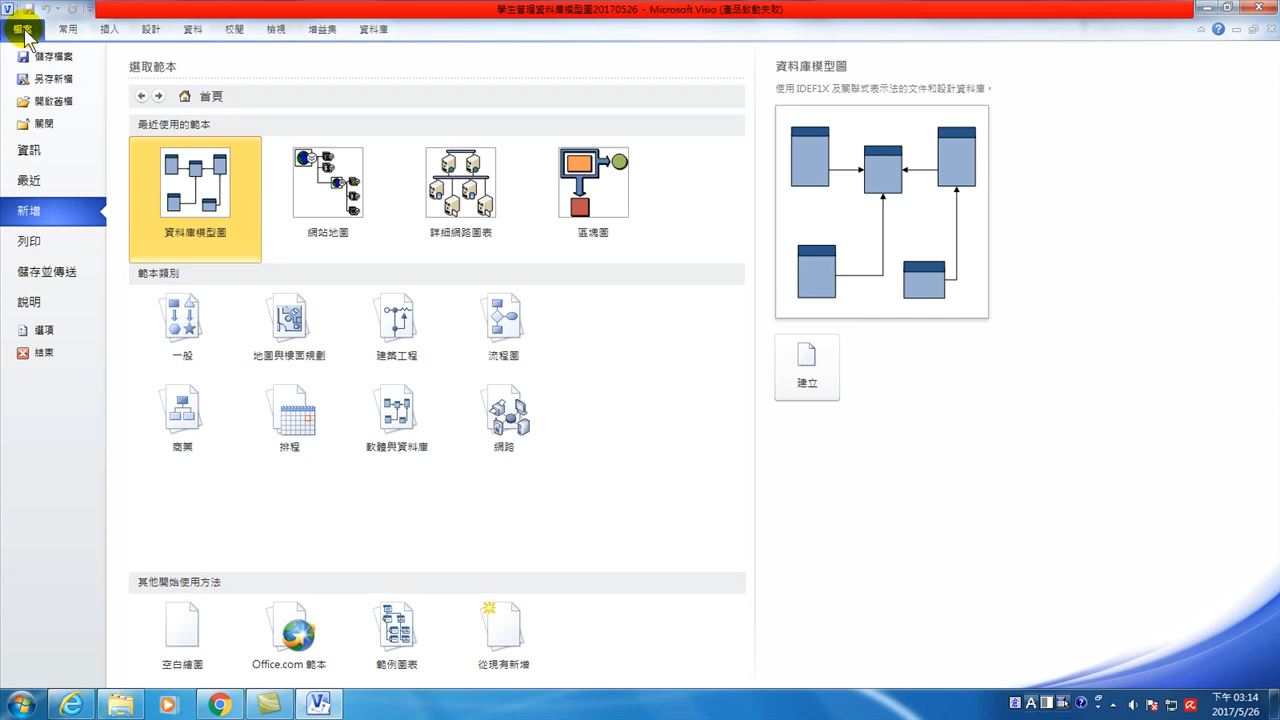 學生管理資料庫模型圖20170526 - Microsoft Visio (產品啟動失敗)
檔案 常用 插入 設計 資料 校閱 檢視 增益集 資料庫
儲存檔案
另存新檔
開啟舊檔
關閉
資訊
最近
新增
列印
儲存並傳送
說明
選項
結束
選取範本
首頁
最近使用的範本
資料庫模型圖 網站地圖 詳細網路圖表 區塊圖
範本類別
一般 地圖與樓面規劃 建築工程 流程圖
商業 排程 軟體與資料庫 網路
其他開始使用方法
空白繪圖 Office.com 範本 範例圖表 從現有新增
資料庫模型圖
使用 IDEF1X 及關聯式表示法的文件和設計資料庫。
建立
下午 03:14
2017/5/26